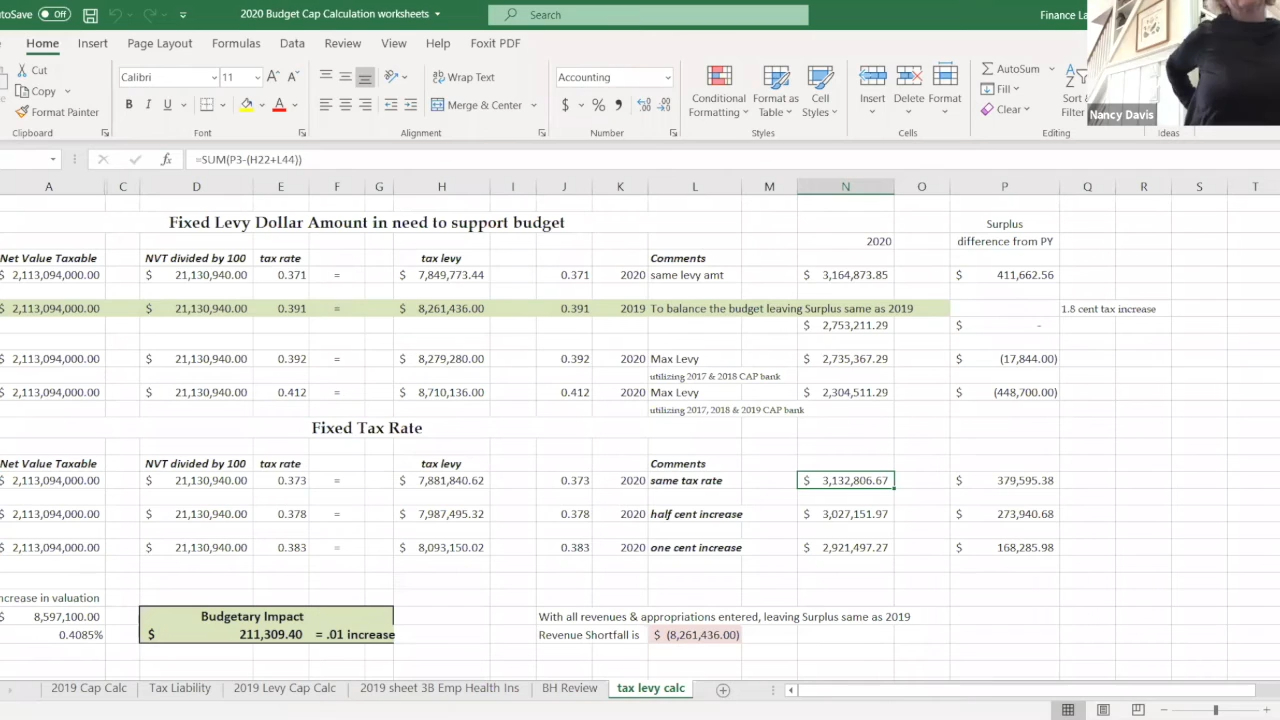 utoSave Off 2020 Budget Cap Calculation worksheets Search Finance La
Home Insert Page Layout Formulas Data Review View Help Foxit PDF
Cut Calibri 11 Wrap Text Accounting AutoSum
Copy Fill
Format Painter B I U Merge & Center $ % Conditional Formatting Format as Table Cell Styles Insert Delete Format Clear Sort Filter
Nancy Davis
Clipboard Font Alignment Number Styles Cells Editing Ideas
fx =SUM(P3-(H22+L44))
A C D E F G H I J K L M N O P Q R S T
Fixed Levy Dollar Amount in need to support budget Surplus
2020 difference from PY
Net Value Taxable NVT divided by 100 tax rate tax levy Comments
$ 2,113,094,000.00 $ 21,130,940.00 0.371 = $ 7,849,773.44 0.371 2020 same levy amt $ 3,164,873.85 $ 411,662.56
$ 2,113,094,000.00 $ 21,130,940.00 0.391 = $ 8,261,436.00 0.391 2019 To balance the budget leaving Surplus same as 2019 1.8 cent tax increase
$ 2,753,211.29 $ -
$ 2,113,094,000.00 $ 21,130,940.00 0.392 = $ 8,279,280.00 0.392 2020 Max Levy $ 2,735,367.29 $ (17,844.00)
utilizing 2017 & 2018 CAP bank
$ 2,113,094,000.00 $ 21,130,940.00 0.412 = $ 8,710,136.00 0.412 2020 Max Levy $ 2,304,511.29 $ (448,700.00)
utilizing 2017, 2018 & 2019 CAP bank
Fixed Tax Rate
Net Value Taxable NVT divided by 100 tax rate tax levy Comments
$ 2,113,094,000.00 $ 21,130,940.00 0.373 = $ 7,881,840.62 0.373 2020 same tax rate $ 3,132,806.67 $ 379,595.38
$ 2,113,094,000.00 $ 21,130,940.00 0.378 = $ 7,987,495.32 0.378 2020 half cent increase $ 3,027,151.97 $ 273,940.68
$ 2,113,094,000.00 $ 21,130,940.00 0.383 = $ 8,093,150.02 0.383 2020 one cent increase $ 2,921,497.27 $ 168,285.98
ncrease in valuation
$ 8,597,100.00 Budgetary Impact With all revenues & appropriations entered, leaving Surplus same as 2019
0.4085% $ 211,309.40 = .01 increase Revenue Shortfall is $ (8,261,436.00)
2019 Cap Calc Tax Liability 2019 Levy Cap Calc 2019 sheet 3B Emp Health Ins BH Review tax levy calc